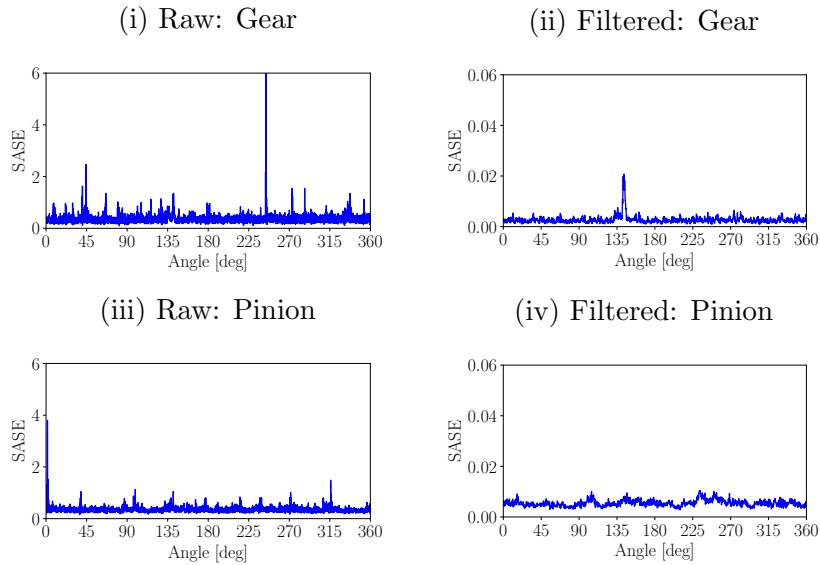 (i) Raw: Gear
6
4
2
0
SASE
0 45 90 135 180 225 270 315 360
Angle [deg]
(ii) Filtered: Gear
0.06
0.04
0.02
0.00
SASE
0 45 90 135 180 225 270 315 360
Angle [deg]
(iii) Raw: Pinion
6
4
2
0
SASE
0 45 90 135 180 225 270 315 360
Angle [deg]
(iv) Filtered: Pinion
0.06
0.04
0.02
0.00
SASE
0 45 90 135 180 225 270 315 360
Angle [deg]